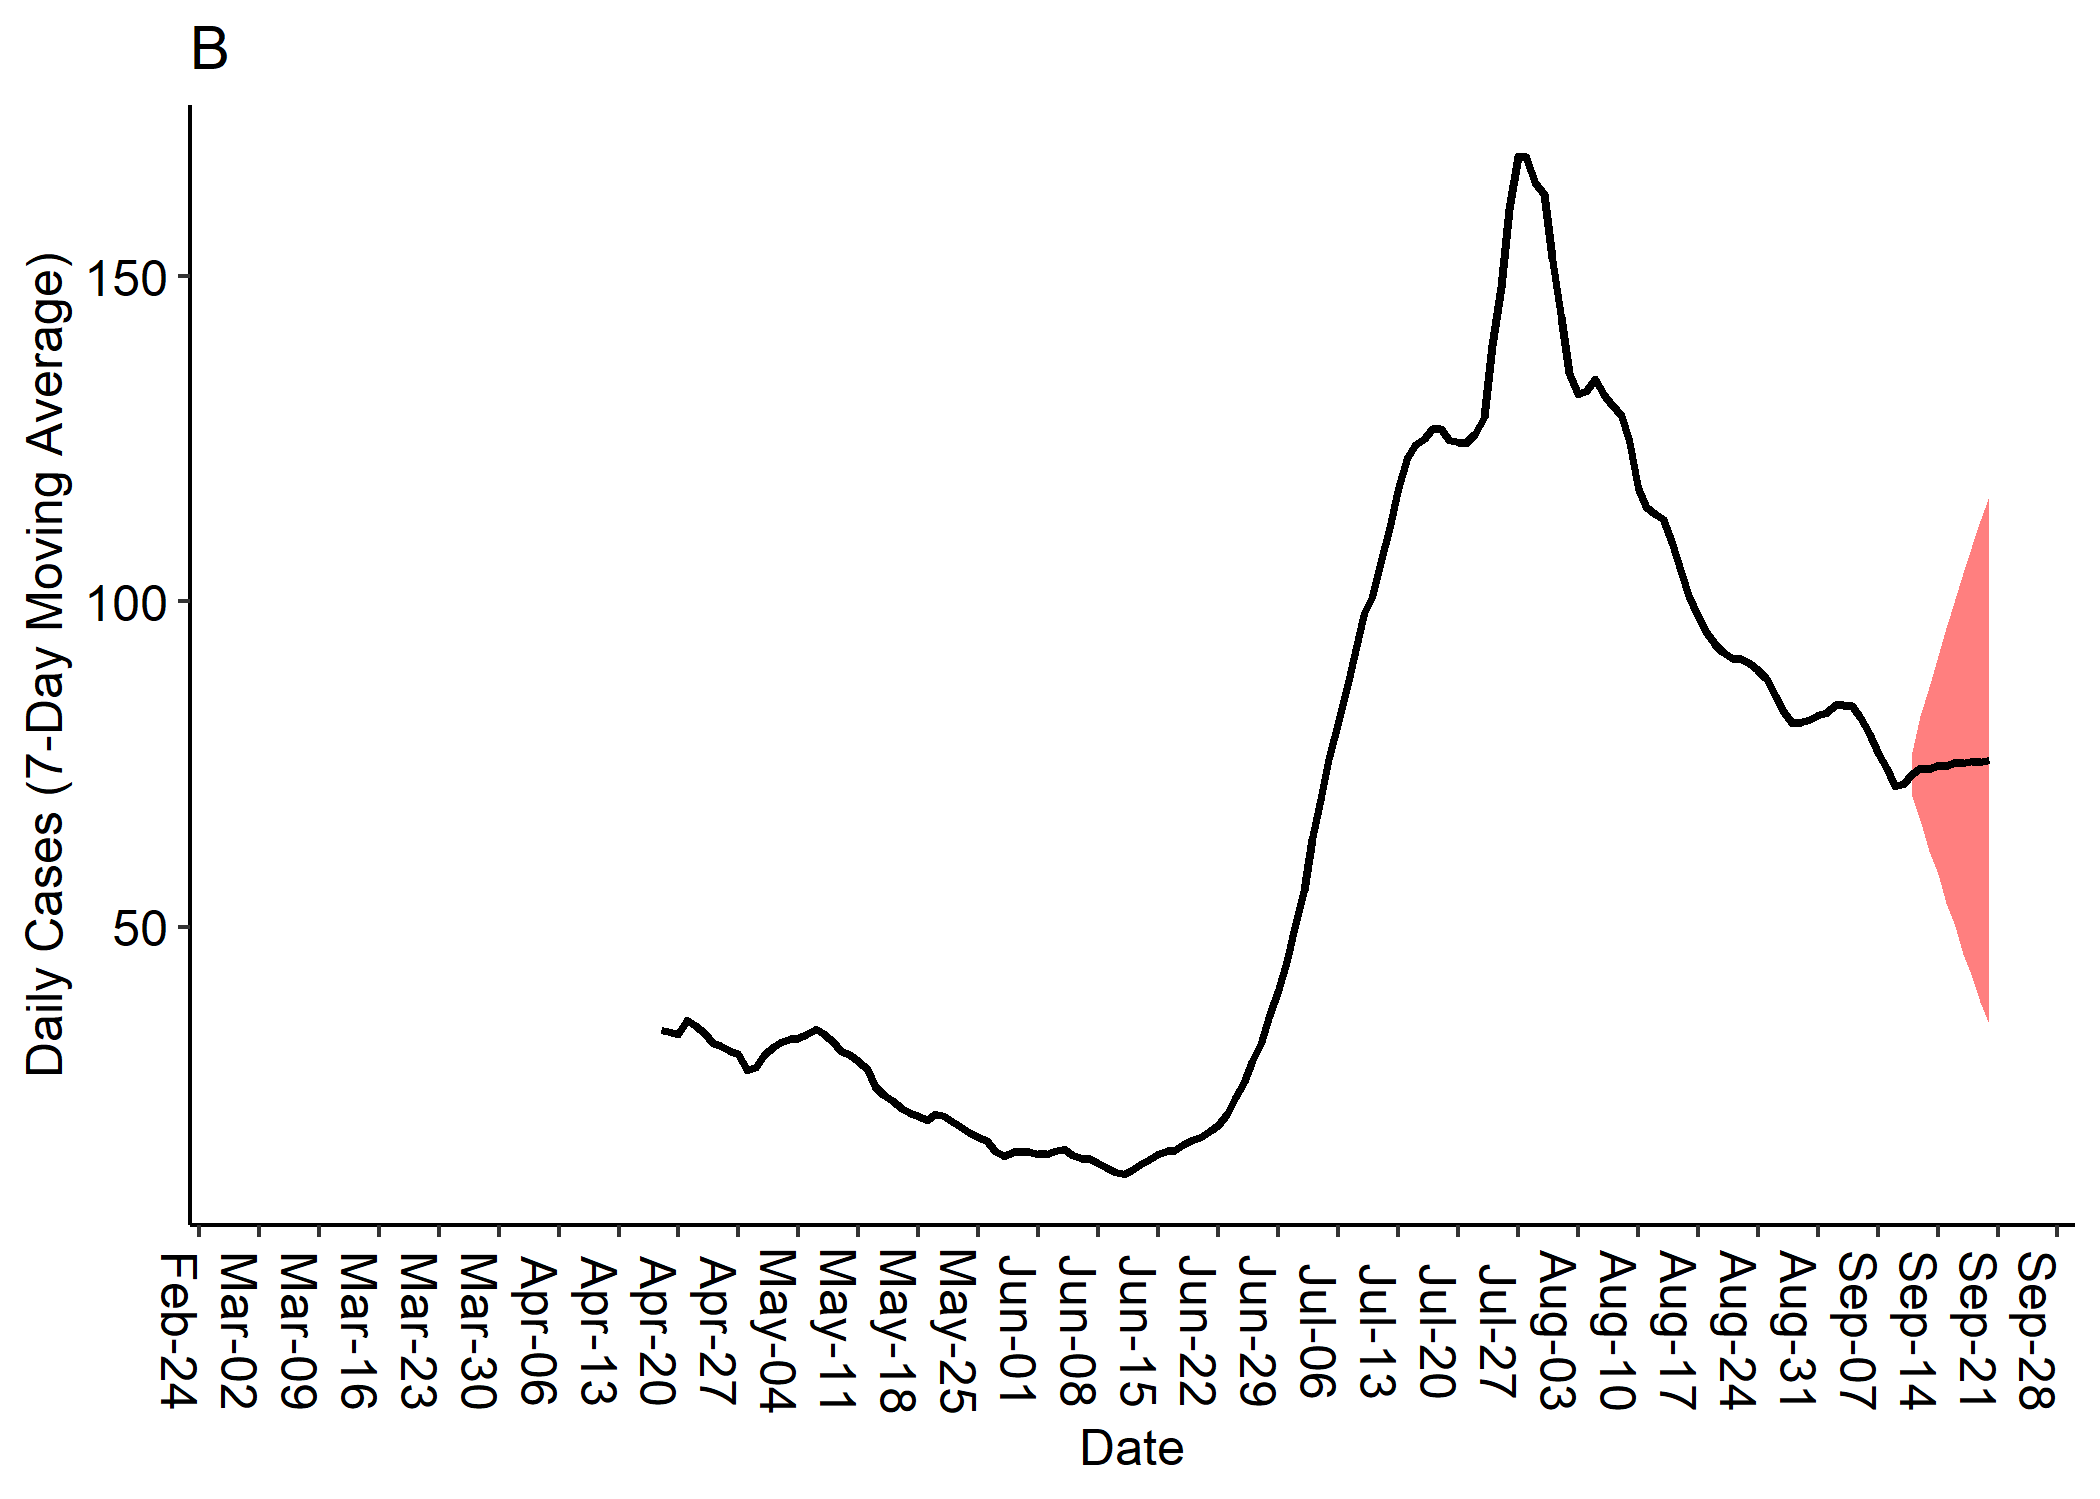 B
Daily Cases (7-Day Moving Average)
150
100
50
Feb-24
Mar-02
Mar-09
Mar-16
Mar-23
Mar-30
Apr-06
Apr-13
Apr-20
Apr-27
May-04
May-11
May-18
May-25
Jun-01
Jun-08
Jun-15
Jun-22
Jun-29
Jul-06
Jul-13
Jul-20
Jul-27
Aug-03
Aug-10
Aug-17
Aug-24
Aug-31
Sep-07
Sep-14
Sep-21
Sep-28
Date